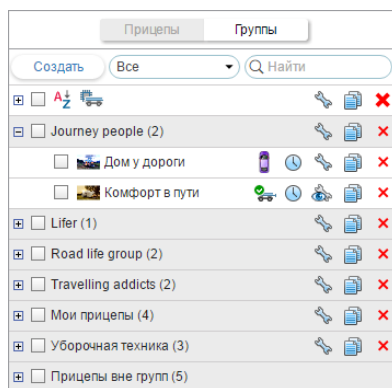 Прицепы Группы
Создать Все Найти
A Z
Journey people (2)
Дом у дороги
Комфорт в пути
Lifer (1)
Road life group (2)
Travelling addicts (2)
Мои прицепы (4)
Уборочная техника (3)
Прицепы вне групп (5)